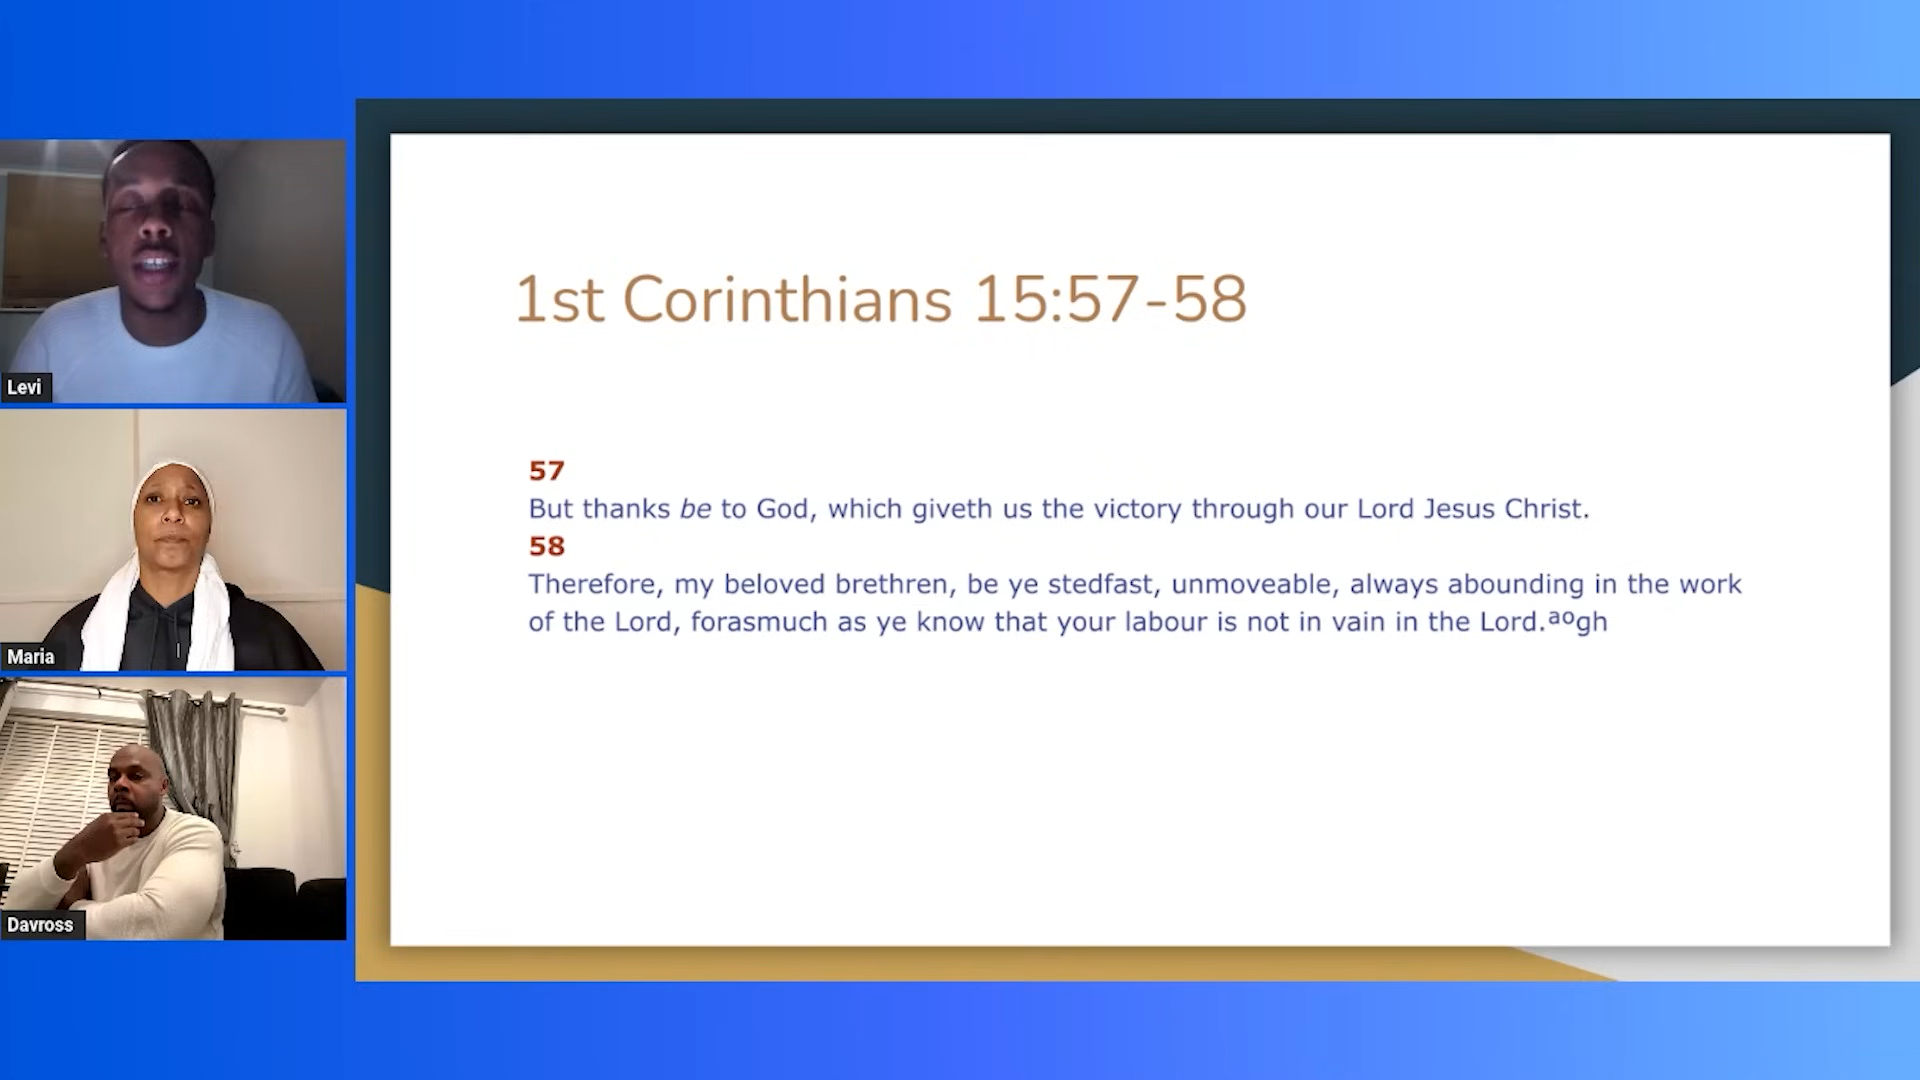 1st Corinthians 15:57-58
57
But thanks be to God, which giveth us the victory through our Lord Jesus Christ.
58
Therefore, my beloved brethren, be ye stedfast, unmoveable, always abounding in the work
of the Lord, forasmuch as ye know that your labour is not in vain in the Lord.ªºgh
Levi
Maria
Davross